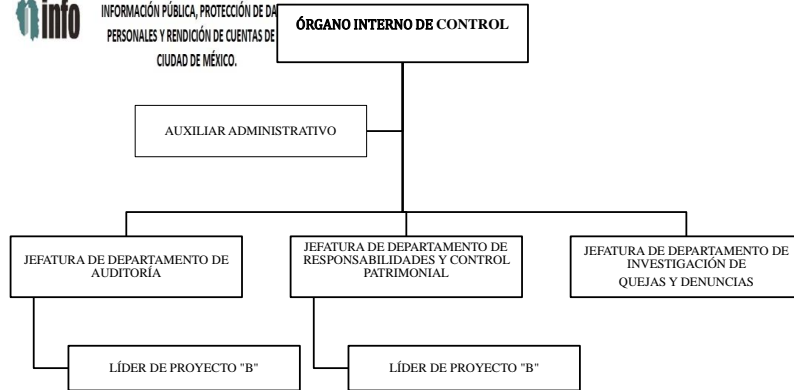 info
INFORMACIÓN PÚBLICA, PROTECCIÓN DE DA
PERSONALES Y RENDICIÓN DE CUENTAS DE
CIUDAD DE MÉXICO.
ÓRGANO INTERNO DE CONTROL
AUXILIAR ADMINISTRATIVO
JEFATURA DE DEPARTAMENTO DE
AUDITORÍA
JEFATURA DE DEPARTAMENTO DE
RESPONSABILIDADES Y CONTROL
PATRIMONIAL
JEFATURA DE DEPARTAMENTO DE
INVESTIGACIÓN DE
QUEJAS Y DENUNCIAS
LÍDER DE PROYECTO "B"
LÍDER DE PROYECTO "B"